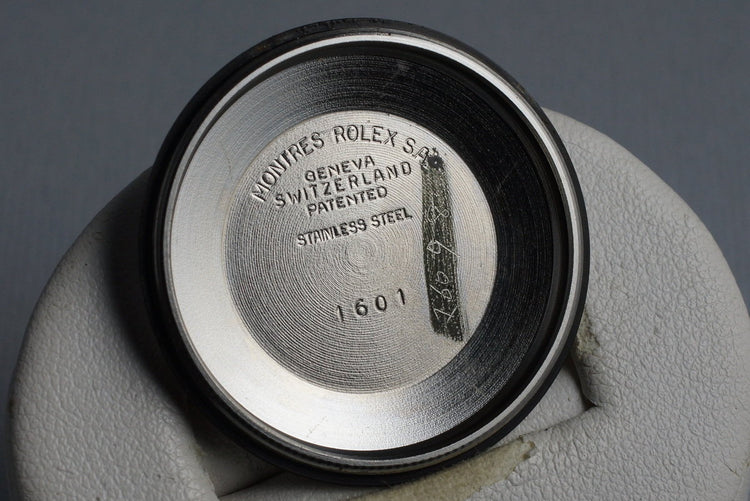 MONTRES ROLEX S.A.
GENEVA
SWITZERLAND
PATENTED
STAINLESS STEEL
1601